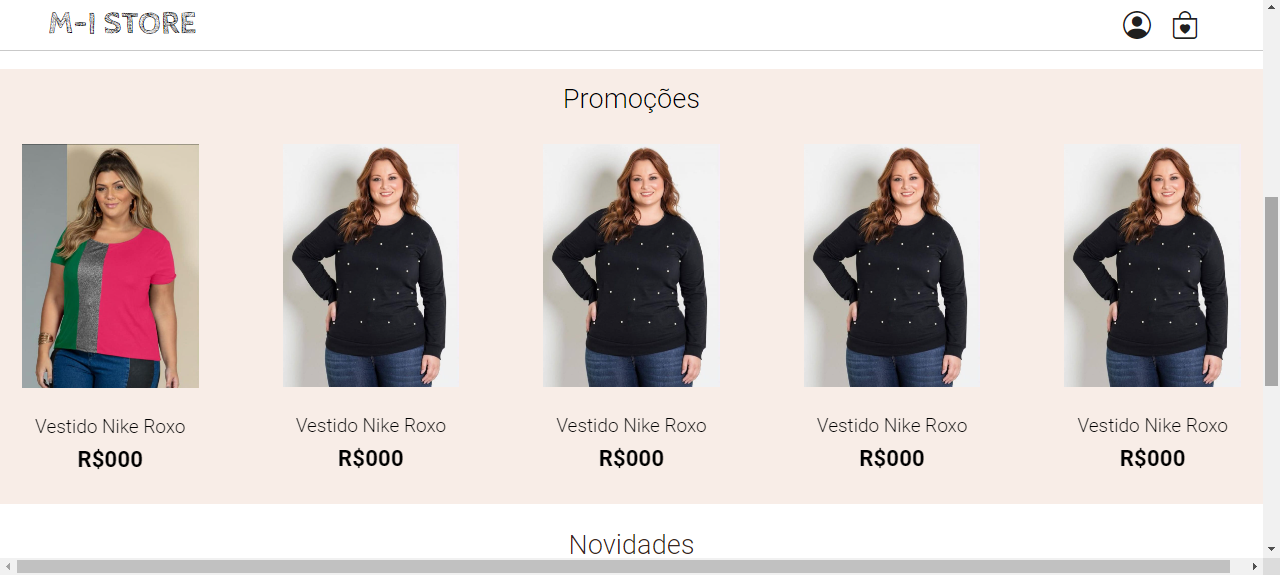 M-I STORE
Promoções
Vestido Nike Roxo
R$000
Vestido Nike Roxo
R$000
Vestido Nike Roxo
R$000
Vestido Nike Roxo
R$000
Vestido Nike Roxo
R$000
Novidades